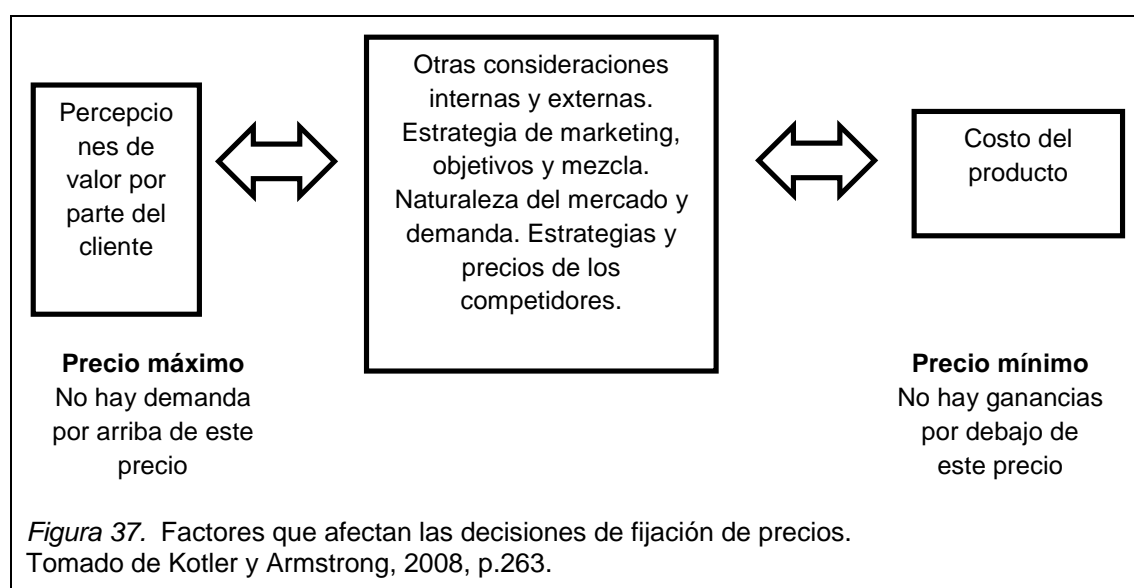 Percepcio
nes de
valor por
parte del
cliente
Otras consideraciones
internas y externas.
Estrategia de marketing,
objetivos y mezcla.
Naturaleza del mercado y
demanda. Estrategias y
precios de los
competidores.
Costo del
producto
Precio máximo
No hay demanda
por arriba de este
precio
Precio mínimo
No hay ganancias
por debajo de
este precio
Figura 37. Factores que afectan las decisiones de fijación de precios.
Tomado de Kotler y Armstrong, 2008, p.263.